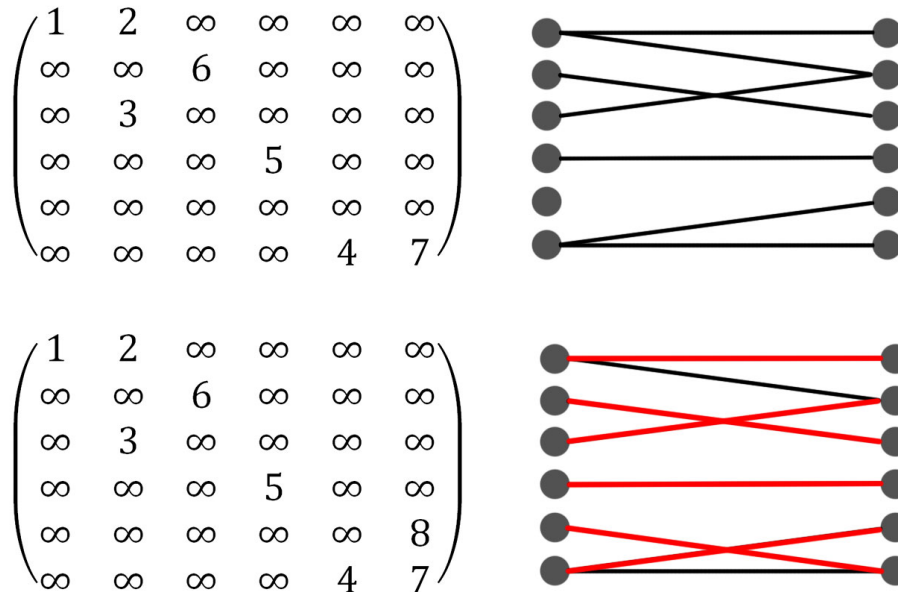 1 2 ∞ ∞ ∞ ∞
∞ ∞ 6 ∞ ∞ ∞
∞ 3 ∞ ∞ ∞ ∞
∞ ∞ ∞ 5 ∞ ∞
∞ ∞ ∞ ∞ ∞ ∞
∞ ∞ ∞ ∞ 4 7
1 2 ∞ ∞ ∞ ∞
∞ ∞ 6 ∞ ∞ ∞
∞ 3 ∞ ∞ ∞ ∞
∞ ∞ ∞ 5 ∞ ∞
∞ ∞ ∞ ∞ ∞ 8
∞ ∞ ∞ ∞ 4 7